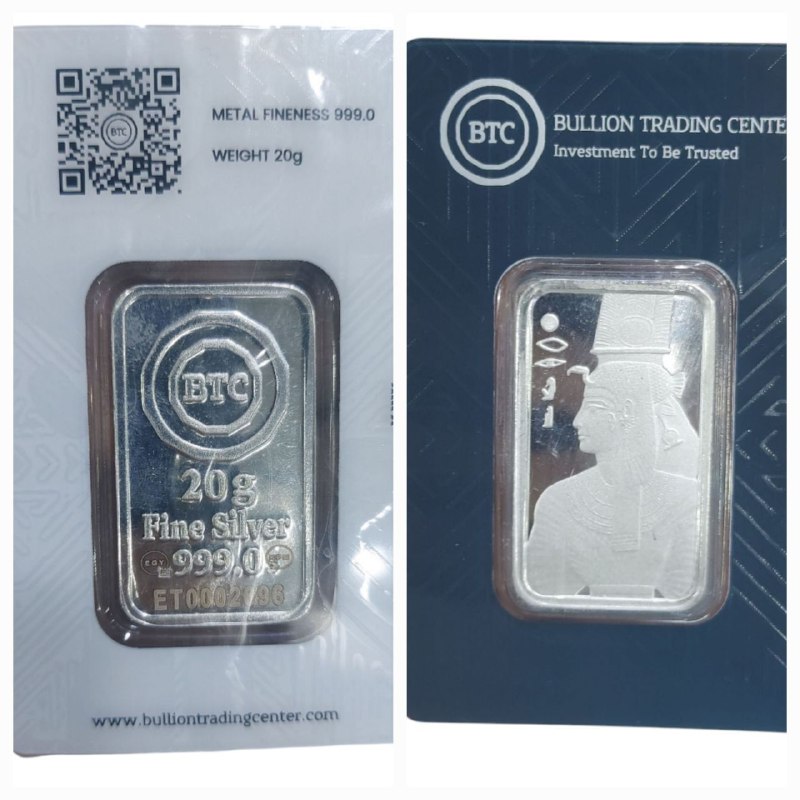 BTC
METAL FINENESS 999.0
WEIGHT 20g
BTC
20g
Fine Silver
EGY 999.0
www.bulliontradingcenter.com
BTC
BULLION TRADING CENTE
Investment To Be Trusted